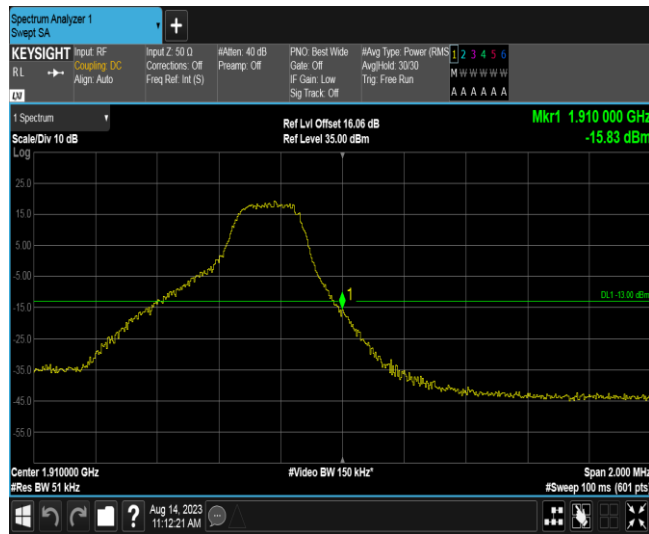 Spectrum Analyzer 1
Swept SA
+
KEYSIGHT
RL
LXI
Input: RF
Coupling: DC
Align: Auto
Input Z: 50 Ω
Corrections: Off
Freq Ref: Int (S)
#Atten: 40 dB
Preamp: Off
PNO: Best Wide
Gate: Off
IF Gain: Low
Sig Track: Off
#Avg Type: Power (RMS
Avg|Hold: 30/30
Trig: Free Run
1 2 3 4 5 6
M W W W W W
A A A A A A
1 Spectrum
Scale/Div 10 dB
Ref Lvl Offset 16.06 dB
Ref Level 35.00 dBm
Mkr1 1.910 000 GHz
-15.83 dBm
Log
25.0
15.0
5.00
-5.00
-15.0
-25.0
-35.0
-45.0
-55.0
1
DL1 -13.00 dBm
Center 1.910000 GHz
#Res BW 51 kHz
#Video BW 150 kHz*
Span 2.000 MHz
#Sweep 100 ms (601 pts)
?
Aug 14, 2023
11:12:21 AM